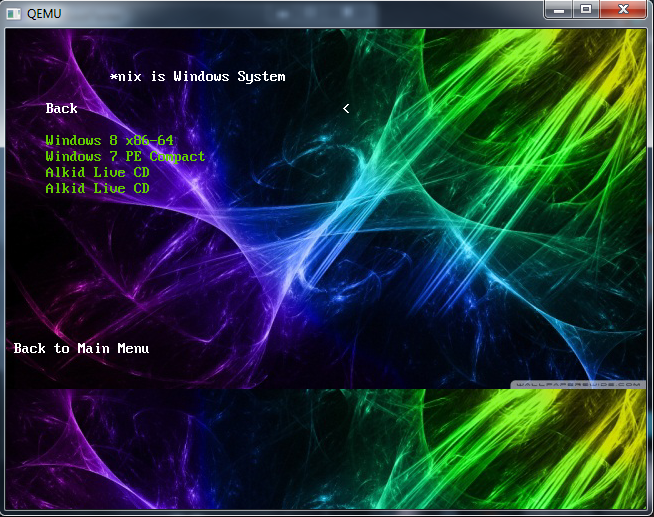 QEMU
*nix is Windows System
Back <
Windows 8 x86-64
Windows 7 PE Compact
Alkid Live CD
Alkid Live CD
Back to Main Menu
WALLPAPERSWIDE.COM